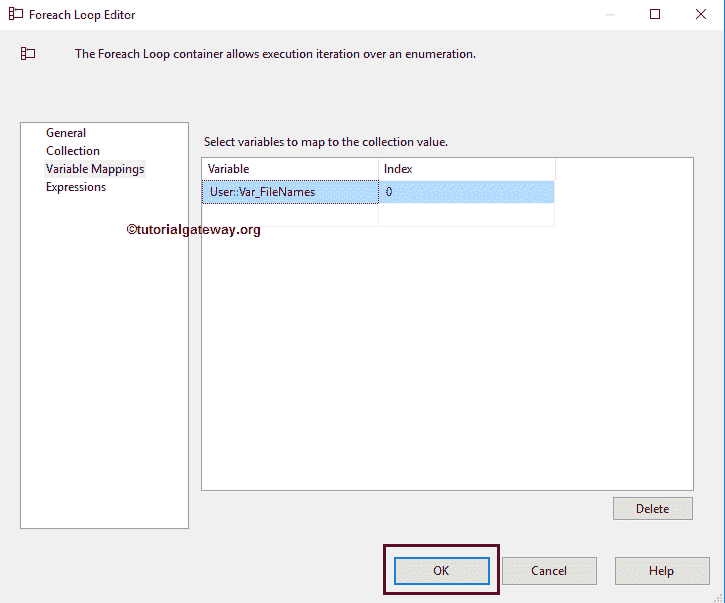 Foreach Loop Editor
The Foreach Loop container allows execution iteration over an enumeration.
General
Collection
Variable Mappings
Expressions
Select variables to map to the collection value.
Variable Index
User::Var_FileNames 0
©tutorialgateway.org
Delete
OK Cancel Help